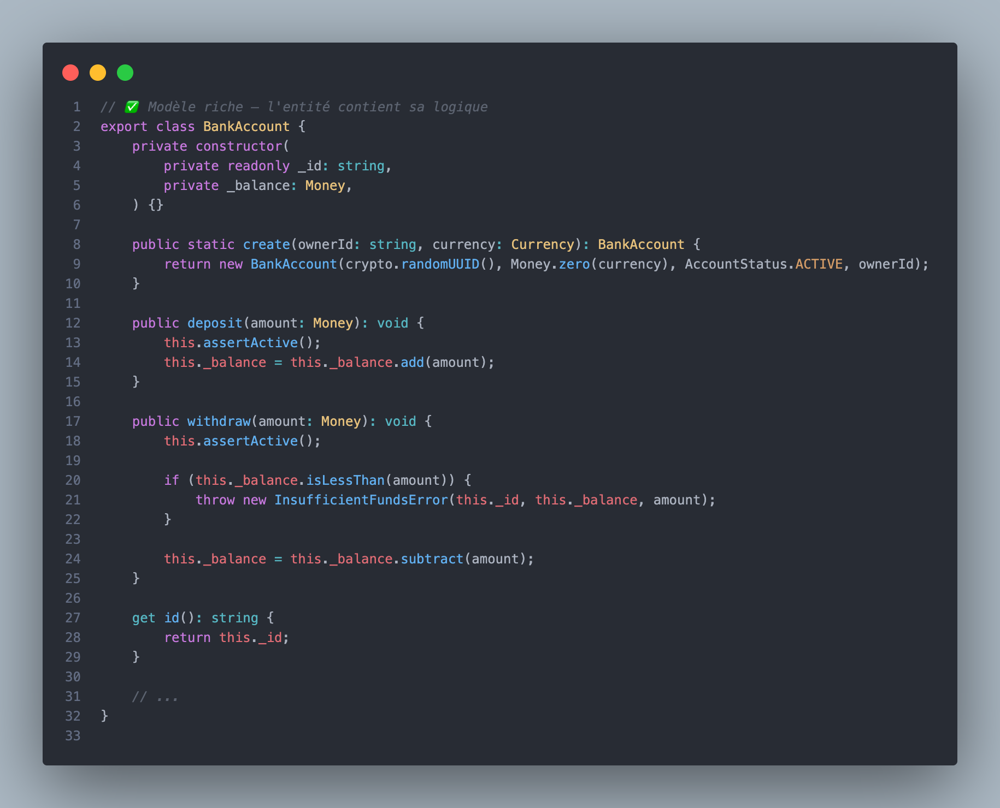 1 // ✅ Modèle riche — l'entité contient sa logique
2 export class BankAccount {
3     private constructor(
4         private readonly _id: string,
5         private _balance: Money,
6     ) {}
7
8     public static create(ownerId: string, currency: Currency): BankAccount {
9         return new BankAccount(crypto.randomUUID(), Money.zero(currency), AccountStatus.ACTIVE, ownerId);
10     }
11
12     public deposit(amount: Money): void {
13         this.assertActive();
14         this._balance = this._balance.add(amount);
15     }
16
17     public withdraw(amount: Money): void {
18         this.assertActive();
19
20         if (this._balance.isLessThan(amount)) {
21             throw new InsufficientFundsError(this._id, this._balance, amount);
22         }
23
24         this._balance = this._balance.subtract(amount);
25     }
26
27     get id(): string {
28         return this._id;
29     }
30
31     // ...
32 }
33